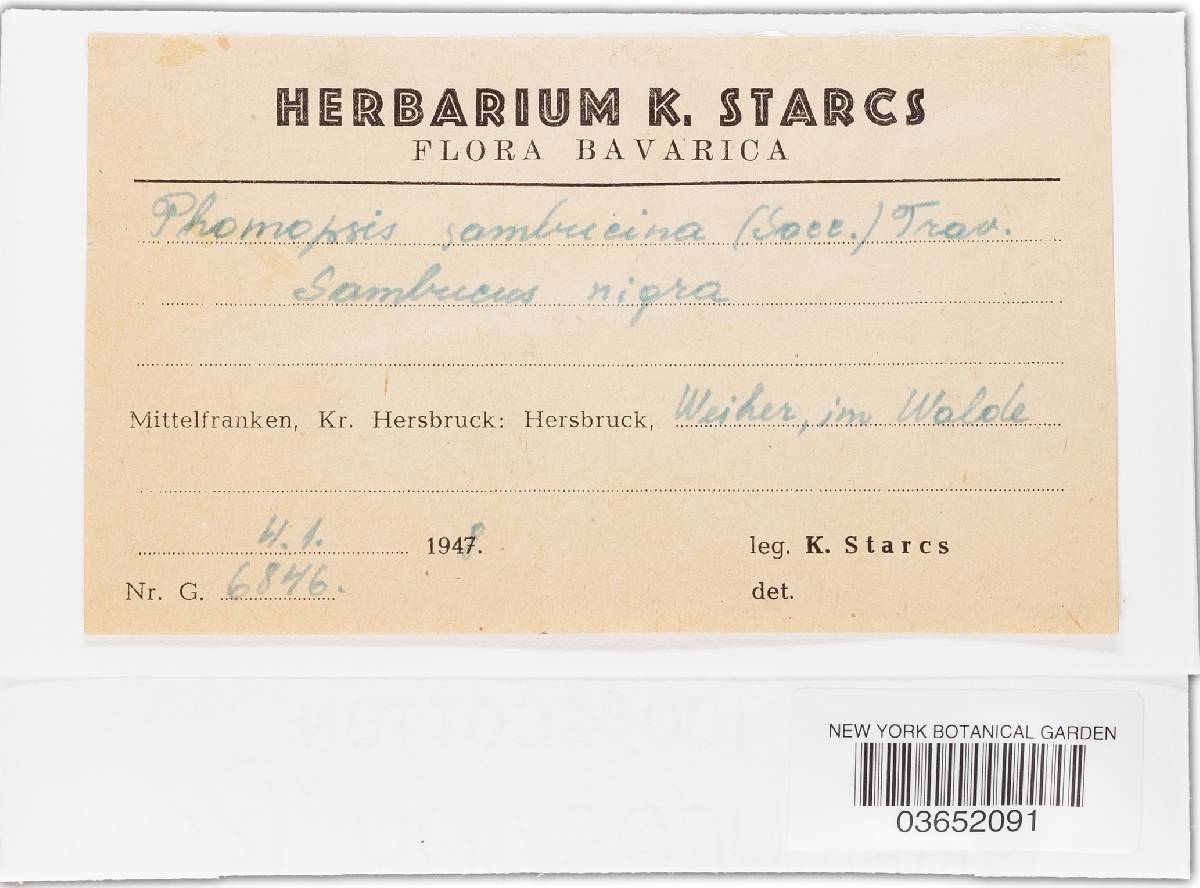 HERBARIUM K. STARCS
FLORA BAVARICA
Phomopsis sambucina (Sacc.) Trav.
Sambucus nigra
Mittelfranken, Kr. Hersbruck: Hersbruck, Weiher, im Walde
4.1. 1948.
leg. K. Starcs
Nr. G. 6846.
det.
NEW YORK BOTANICAL GARDEN
03652091